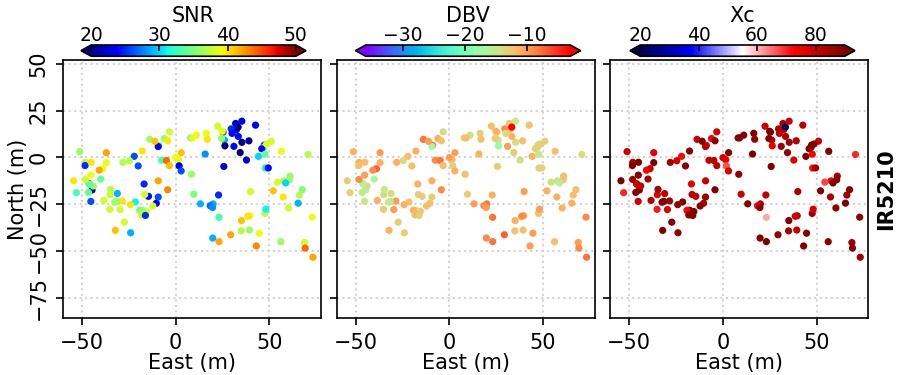 SNR DBV Xc
20 30 40 50 −30 −20 −10 20 40 60 80
50
25
0
−25
−50
−75
North (m)
IR5210
−50 0 50 −50 0 50 −50 0 50
East (m) East (m) East (m)